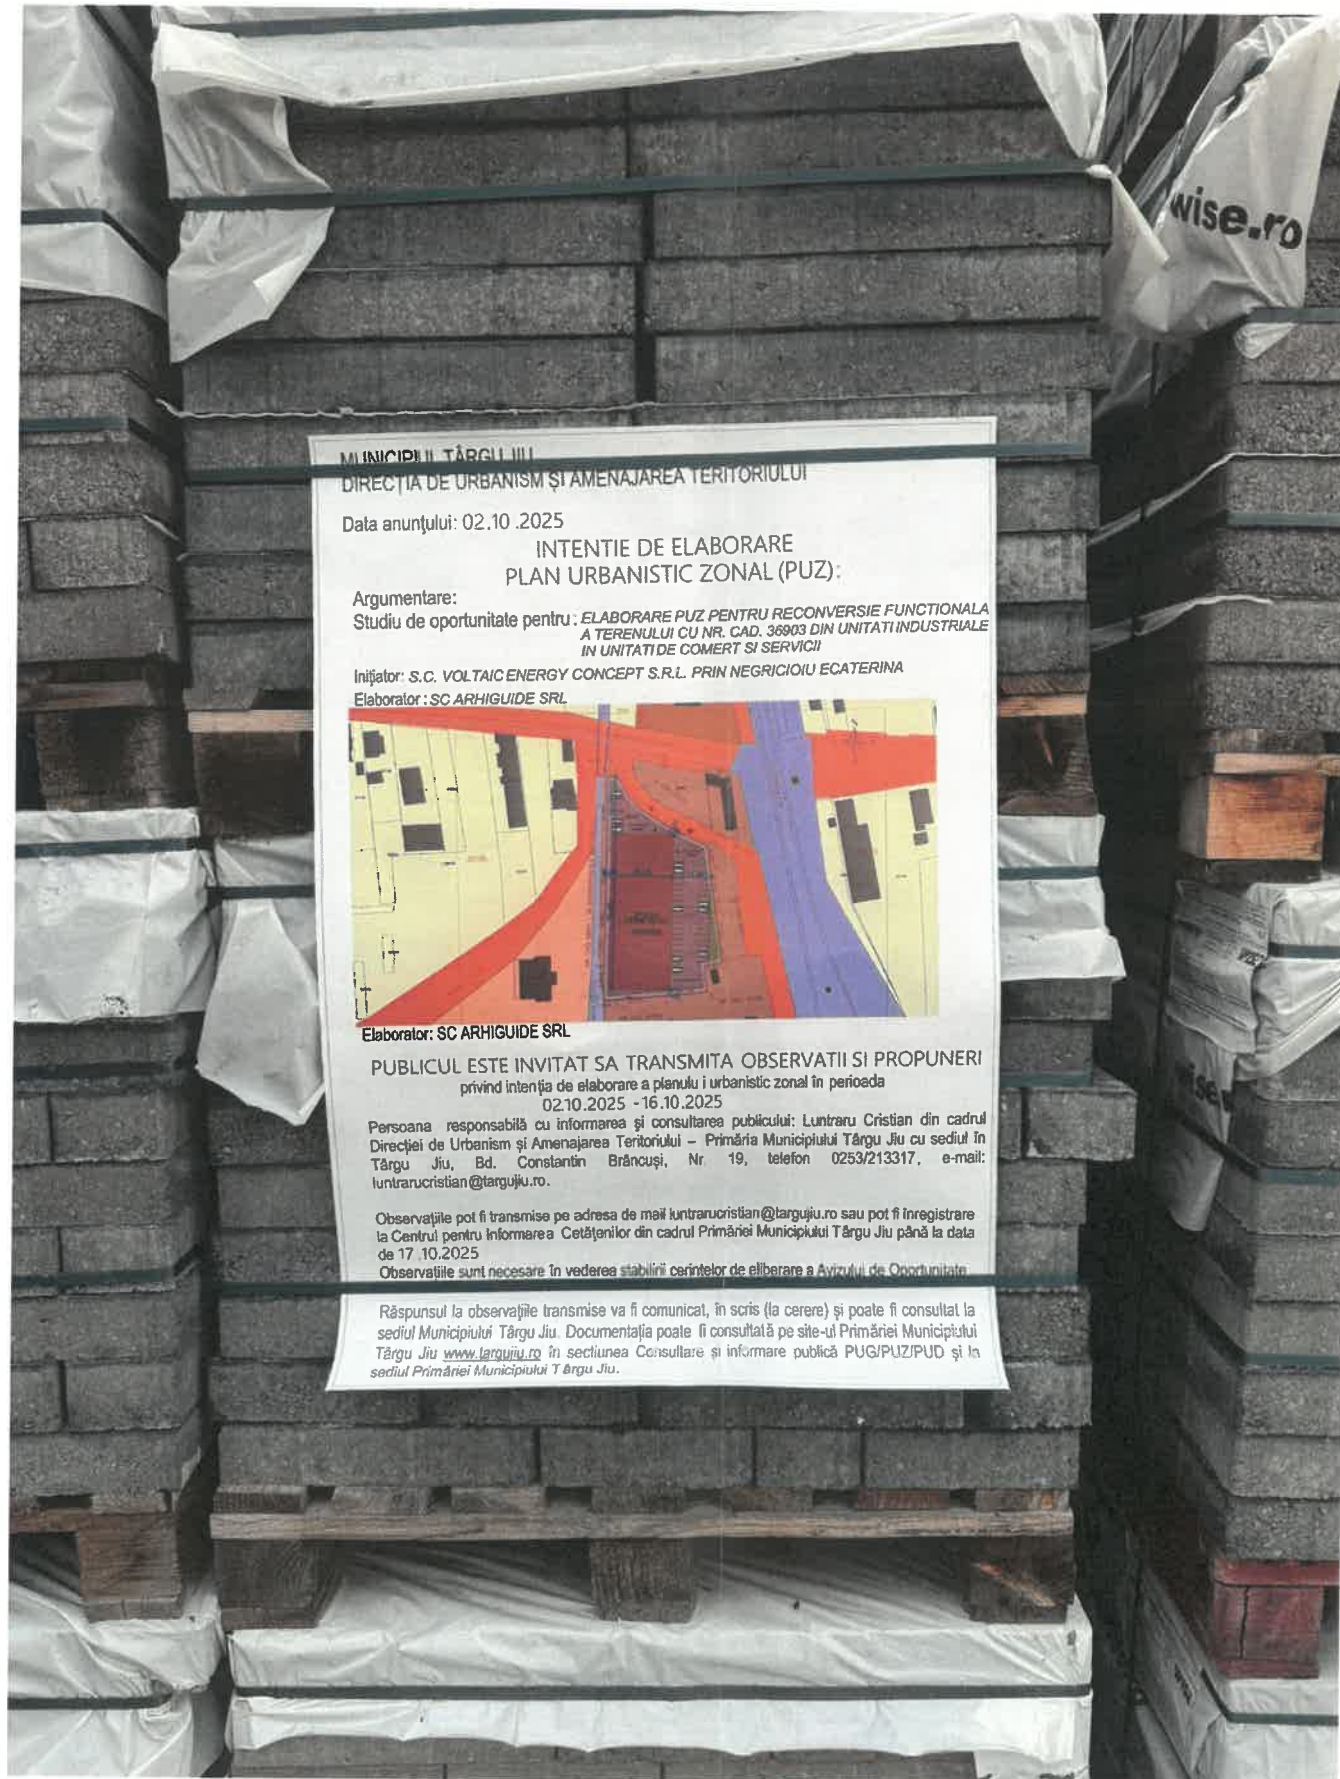 wise.ro
MUNICIPIUL TÂRGU JIU
DIRECȚIA DE URBANISM ȘI AMENAJAREA TERITORIULUI
Data anunțului: 02.10 .2025
INTENTIE DE ELABORARE
PLAN URBANISTIC ZONAL (PUZ):
Argumentare:
Studiu de oportunitate pentru : ELABORARE PUZ PENTRU RECONVERSIE FUNCTIONALA
A TERENULUI CU NR. CAD. 36903 DIN UNITATI INDUSTRIALE
IN UNITATI DE COMERT SI SERVICII
Inițiator: S.C. VOLTAIC ENERGY CONCEPT S.R.L. PRIN NEGRICIOIU ECATERINA
Elaborator : SC ARHIGUIDE SRL
Elaborator: SC ARHIGUIDE SRL
PUBLICUL ESTE INVITAT SA TRANSMITA OBSERVATII SI PROPUNERI
privind intenția de elaborare a planulu i urbanistic zonal în perioada
02.10.2025 - 16.10.2025
Persoana responsabilă cu informarea și consultarea publicului: Luntraru Cristian din cadrul
Direcției de Urbanism și Amenajarea Teritoriului – Primăria Municipiului Târgu Jiu cu sediul în
Târgu Jiu, Bd. Constantin Brâncuși, Nr. 19, telefon 0253/213317, e-mail:
luntrarucristian@targujiu.ro.
Observațiile pot fi transmise pe adresa de mail luntrarucristian@targujiu.ro sau pot fi înregistrare
la Centrul pentru Informarea Cetățenilor din cadrul Primăriei Municipiului Târgu Jiu până la data
de 17 .10.2025
Observațiile sunt necesare în vederea stabilirii cerintelor de eliberare a Avizului de Oportunitate
Răspunsul la observațiile transmise va fi comunicat, în scris (la cerere) și poate fi consultat la
sediul Municipiului Târgu Jiu. Documentația poate fi consultată pe site-ul Primăriei Municipiului
Târgu Jiu www.targujiu.ro în sectiunea Consultare și informare publică PUG/PUZ/PUD și în
sediul Primăriei Municipiului T ârgu Jiu.